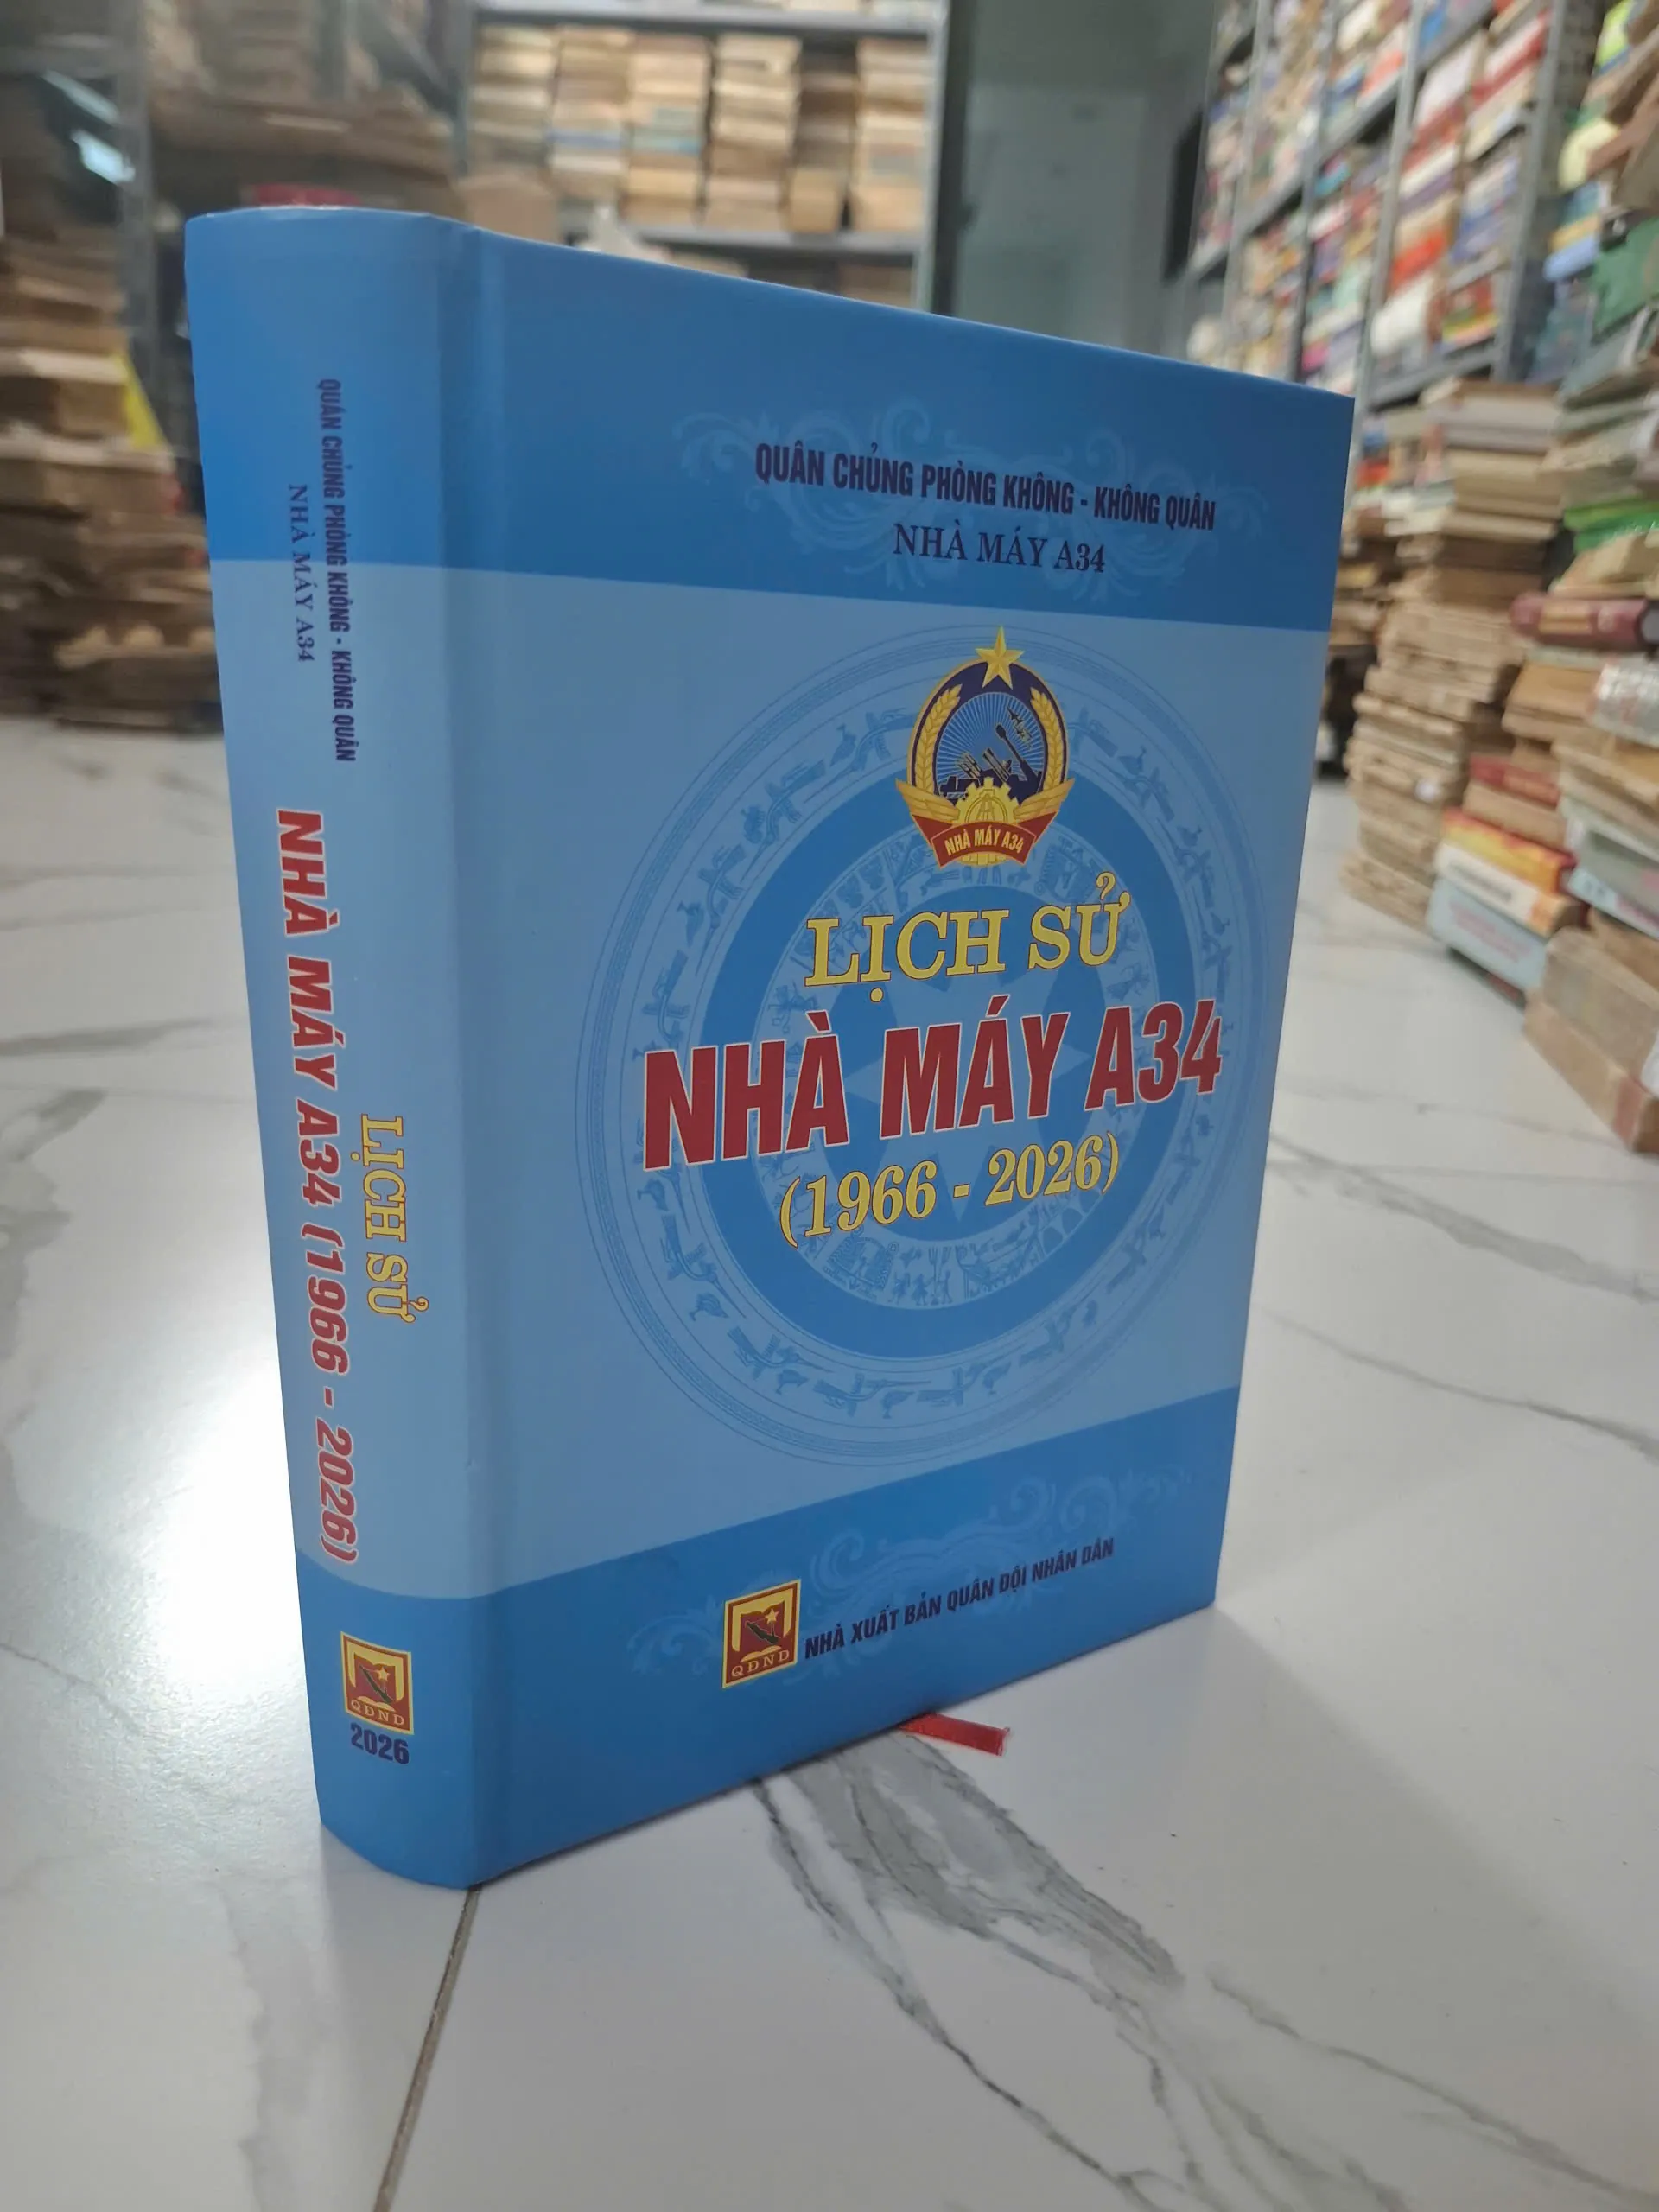 QUÂN CHỦNG PHÒNG KHÔNG - KHÔNG QUÂN
NHÀ MÁY A34
NHÀ MÁY A34
LỊCH SỬ
NHÀ MÁY A34
(1966 - 2026)
QĐND
NHÀ XUẤT BẢN QUÂN ĐỘI NHÂN DÂN
QUÂN CHỦNG PHÒNG KHÔNG - KHÔNG QUÂN
NHÀ MÁY A34
LỊCH SỬ
NHÀ MÁY A34 (1966 - 2026)
QĐND
2026